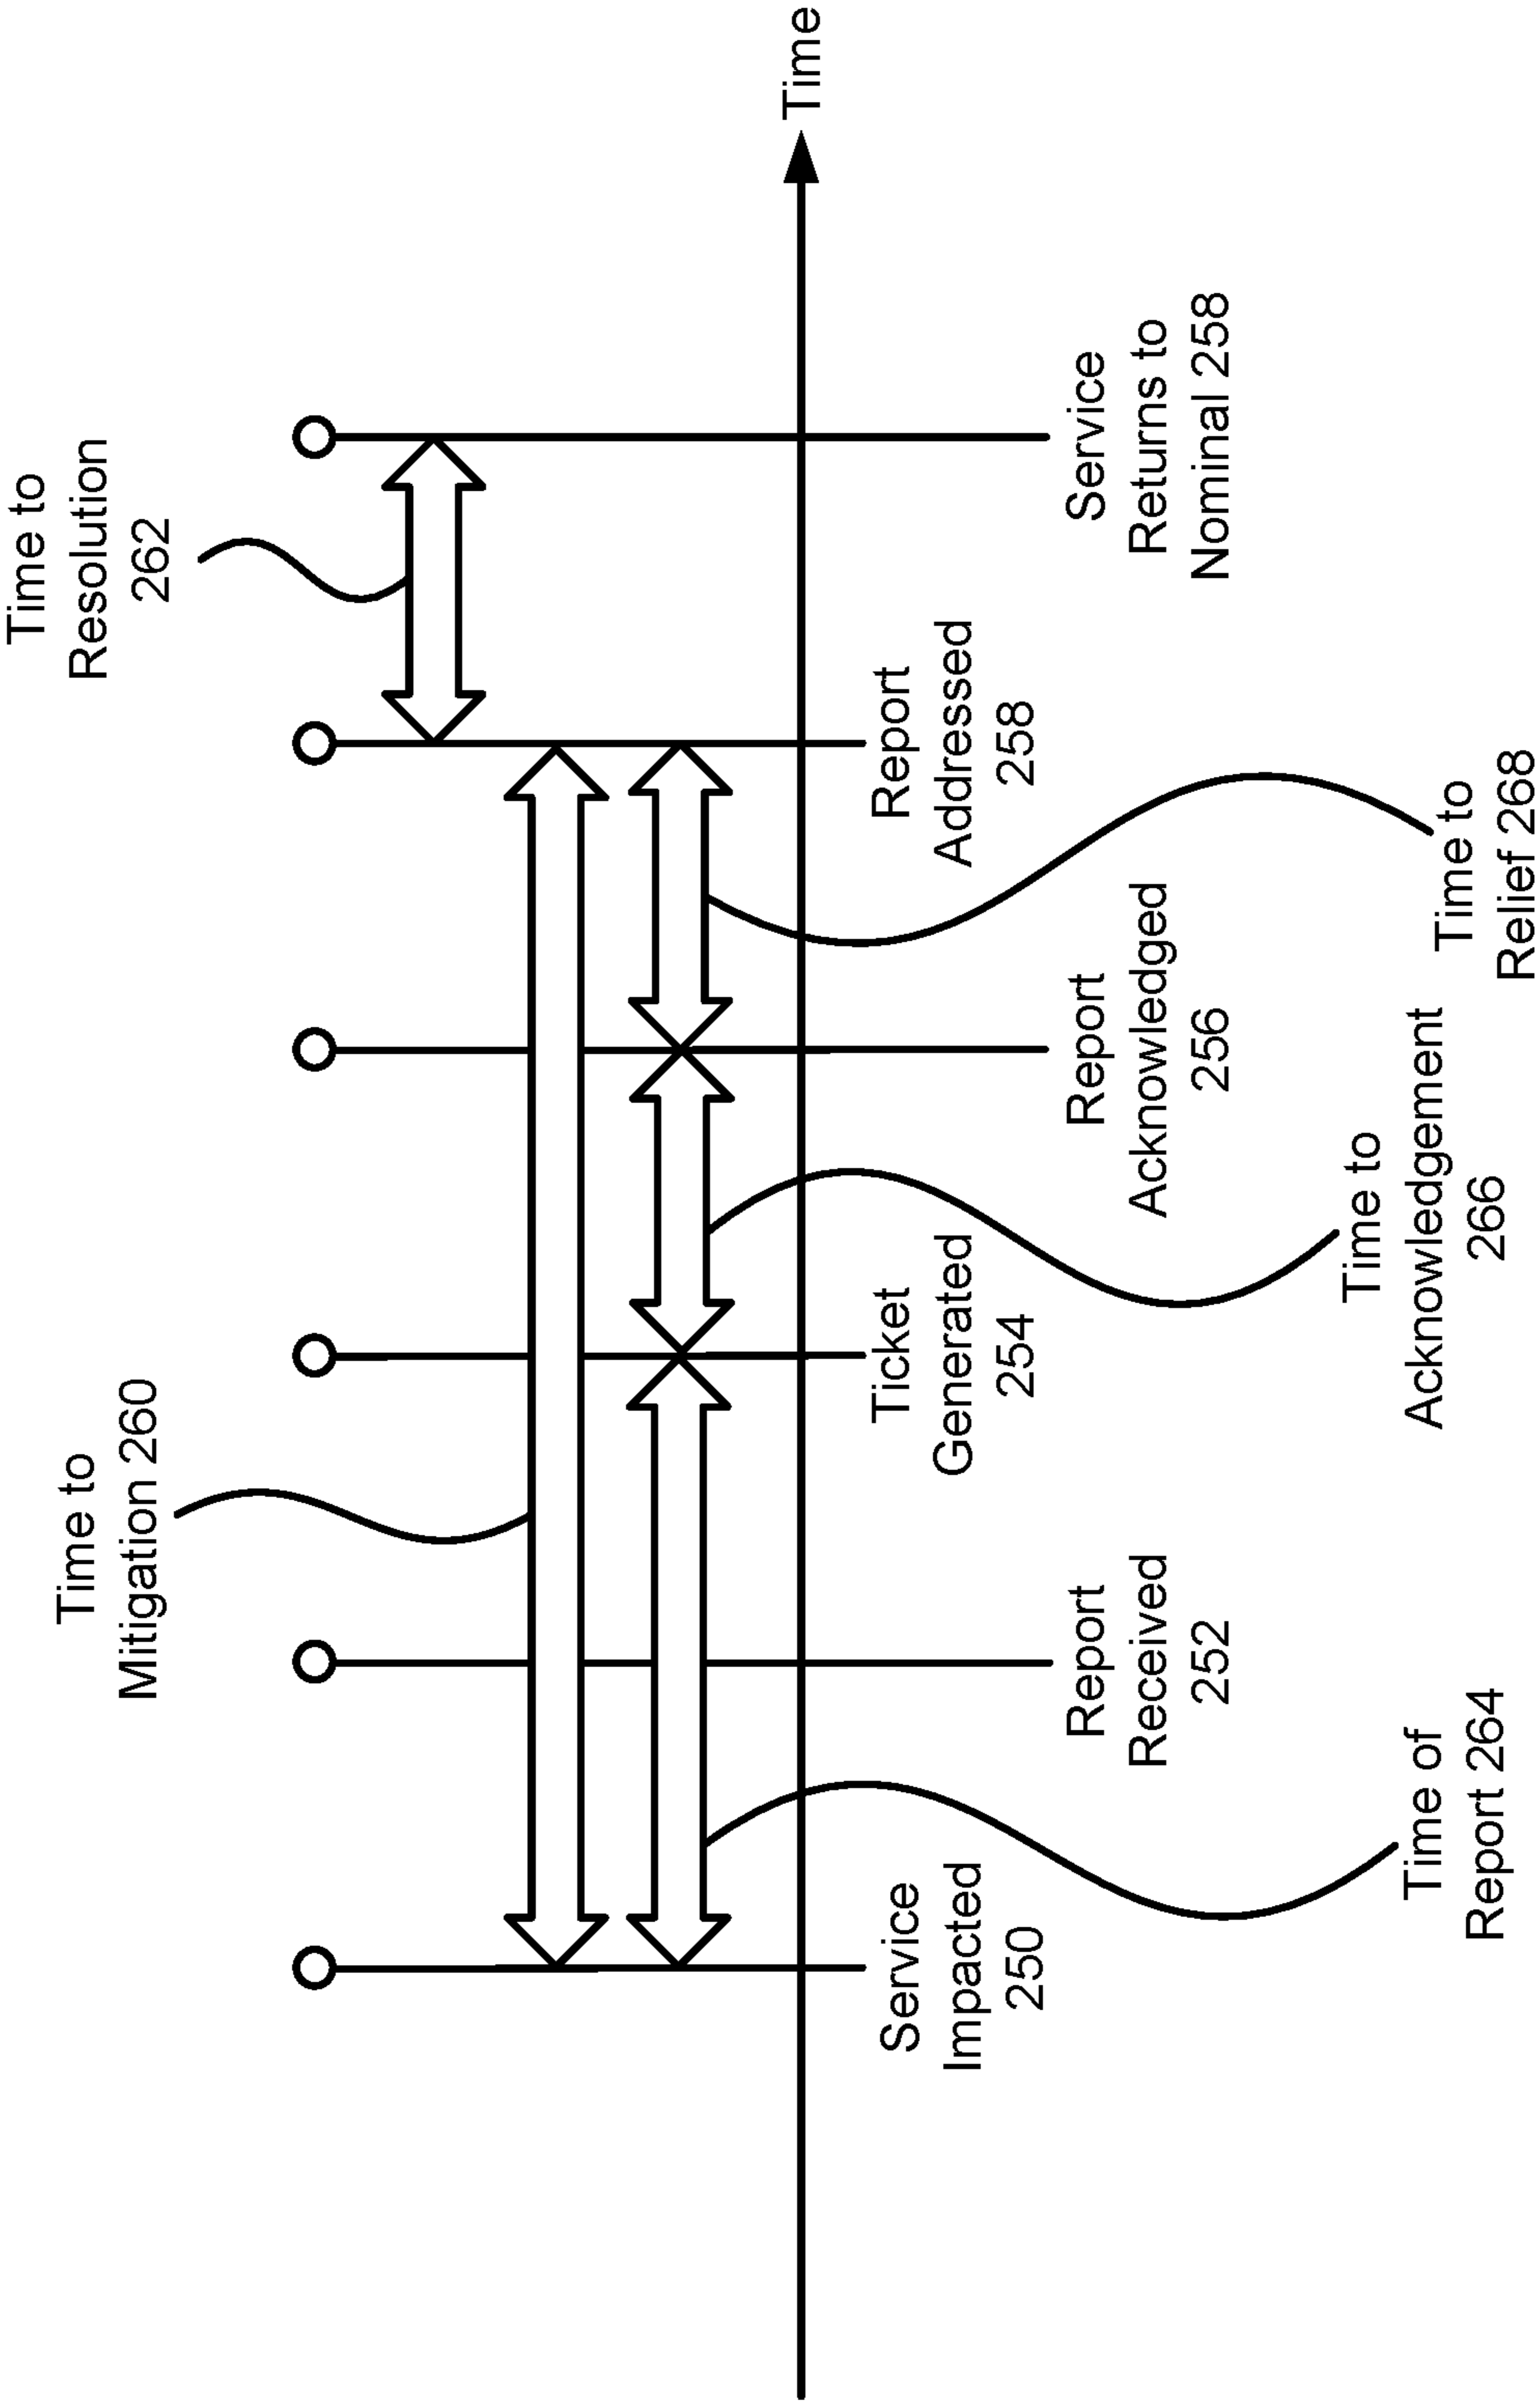 Time to
Mitigation 260
Time to
Resolution
262
Time
Service
Impacted
250
Report
Received
252
Ticket
Generated
254
Report
Acknowledged
256
Report
Addressed
258
Service
Returns to
Nominal 258
Time of
Report 264
Time to
Acknowledgement
266
Time to
Relief 268